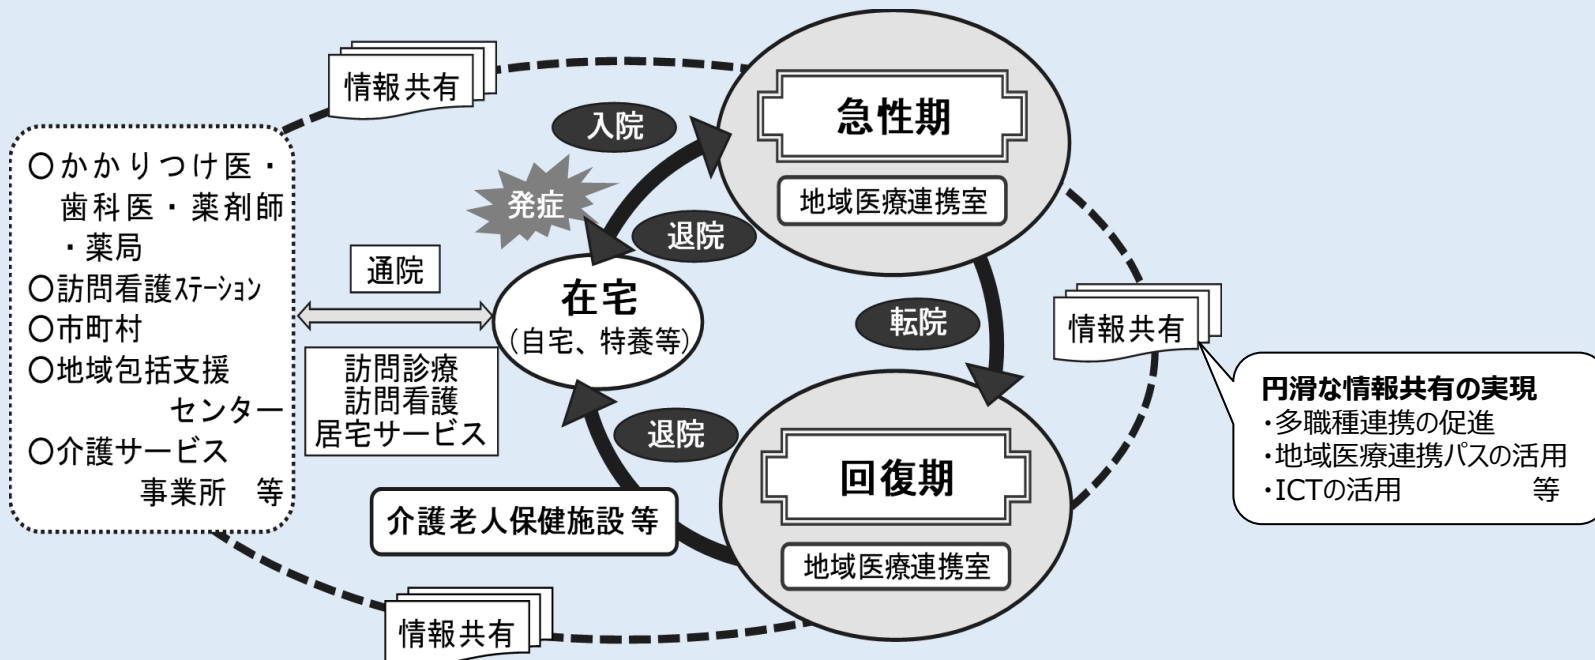 情報共有
急性期
地域医療連携室
入院
発症
退院
〇かかりつけ医・
歯科医・薬剤師
・薬局
〇訪問看護ｽﾃｰｼｮﾝ
〇市町村
〇地域包括支援
センター
〇介護サービス
事業所　等
通院
訪問診療
訪問看護
居宅サービス
在宅
（自宅、特養等）
転院
情報共有
円滑な情報共有の実現
・多職種連携の促進
・地域医療連携パスの活用
・ICTの活用　等
退院
介護老人保健施設等
回復期
地域医療連携室
情報共有